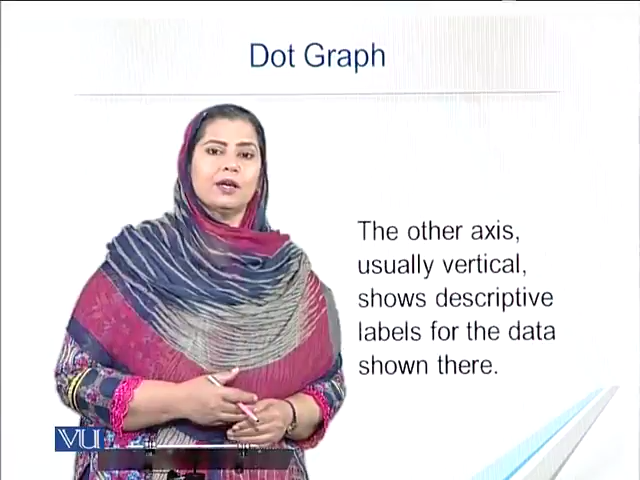 Dot Graph
The other axis,
usually vertical,
shows descriptive
labels for the data
shown there.
VU